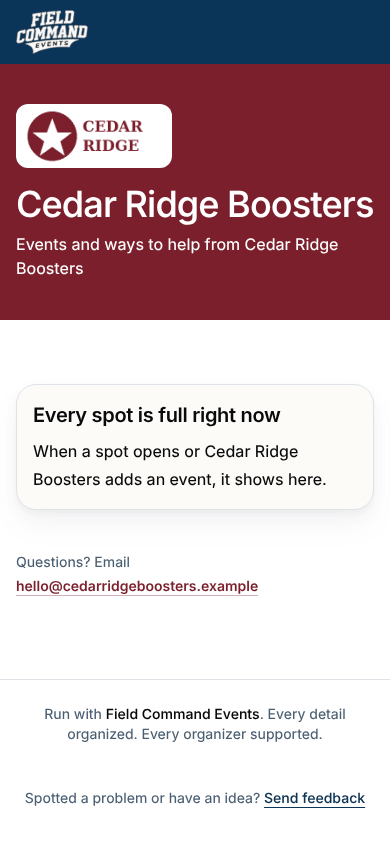 FIELD
COMMAND
EVENTS
CEDAR
RIDGE
Cedar Ridge Boosters
Events and ways to help from Cedar Ridge
Boosters
Every spot is full right now
When a spot opens or Cedar Ridge
Boosters adds an event, it shows here.
Questions? Email
hello@cedarridgeboosters.example
Run with Field Command Events. Every detail
organized. Every organizer supported.
Spotted a problem or have an idea? Send feedback